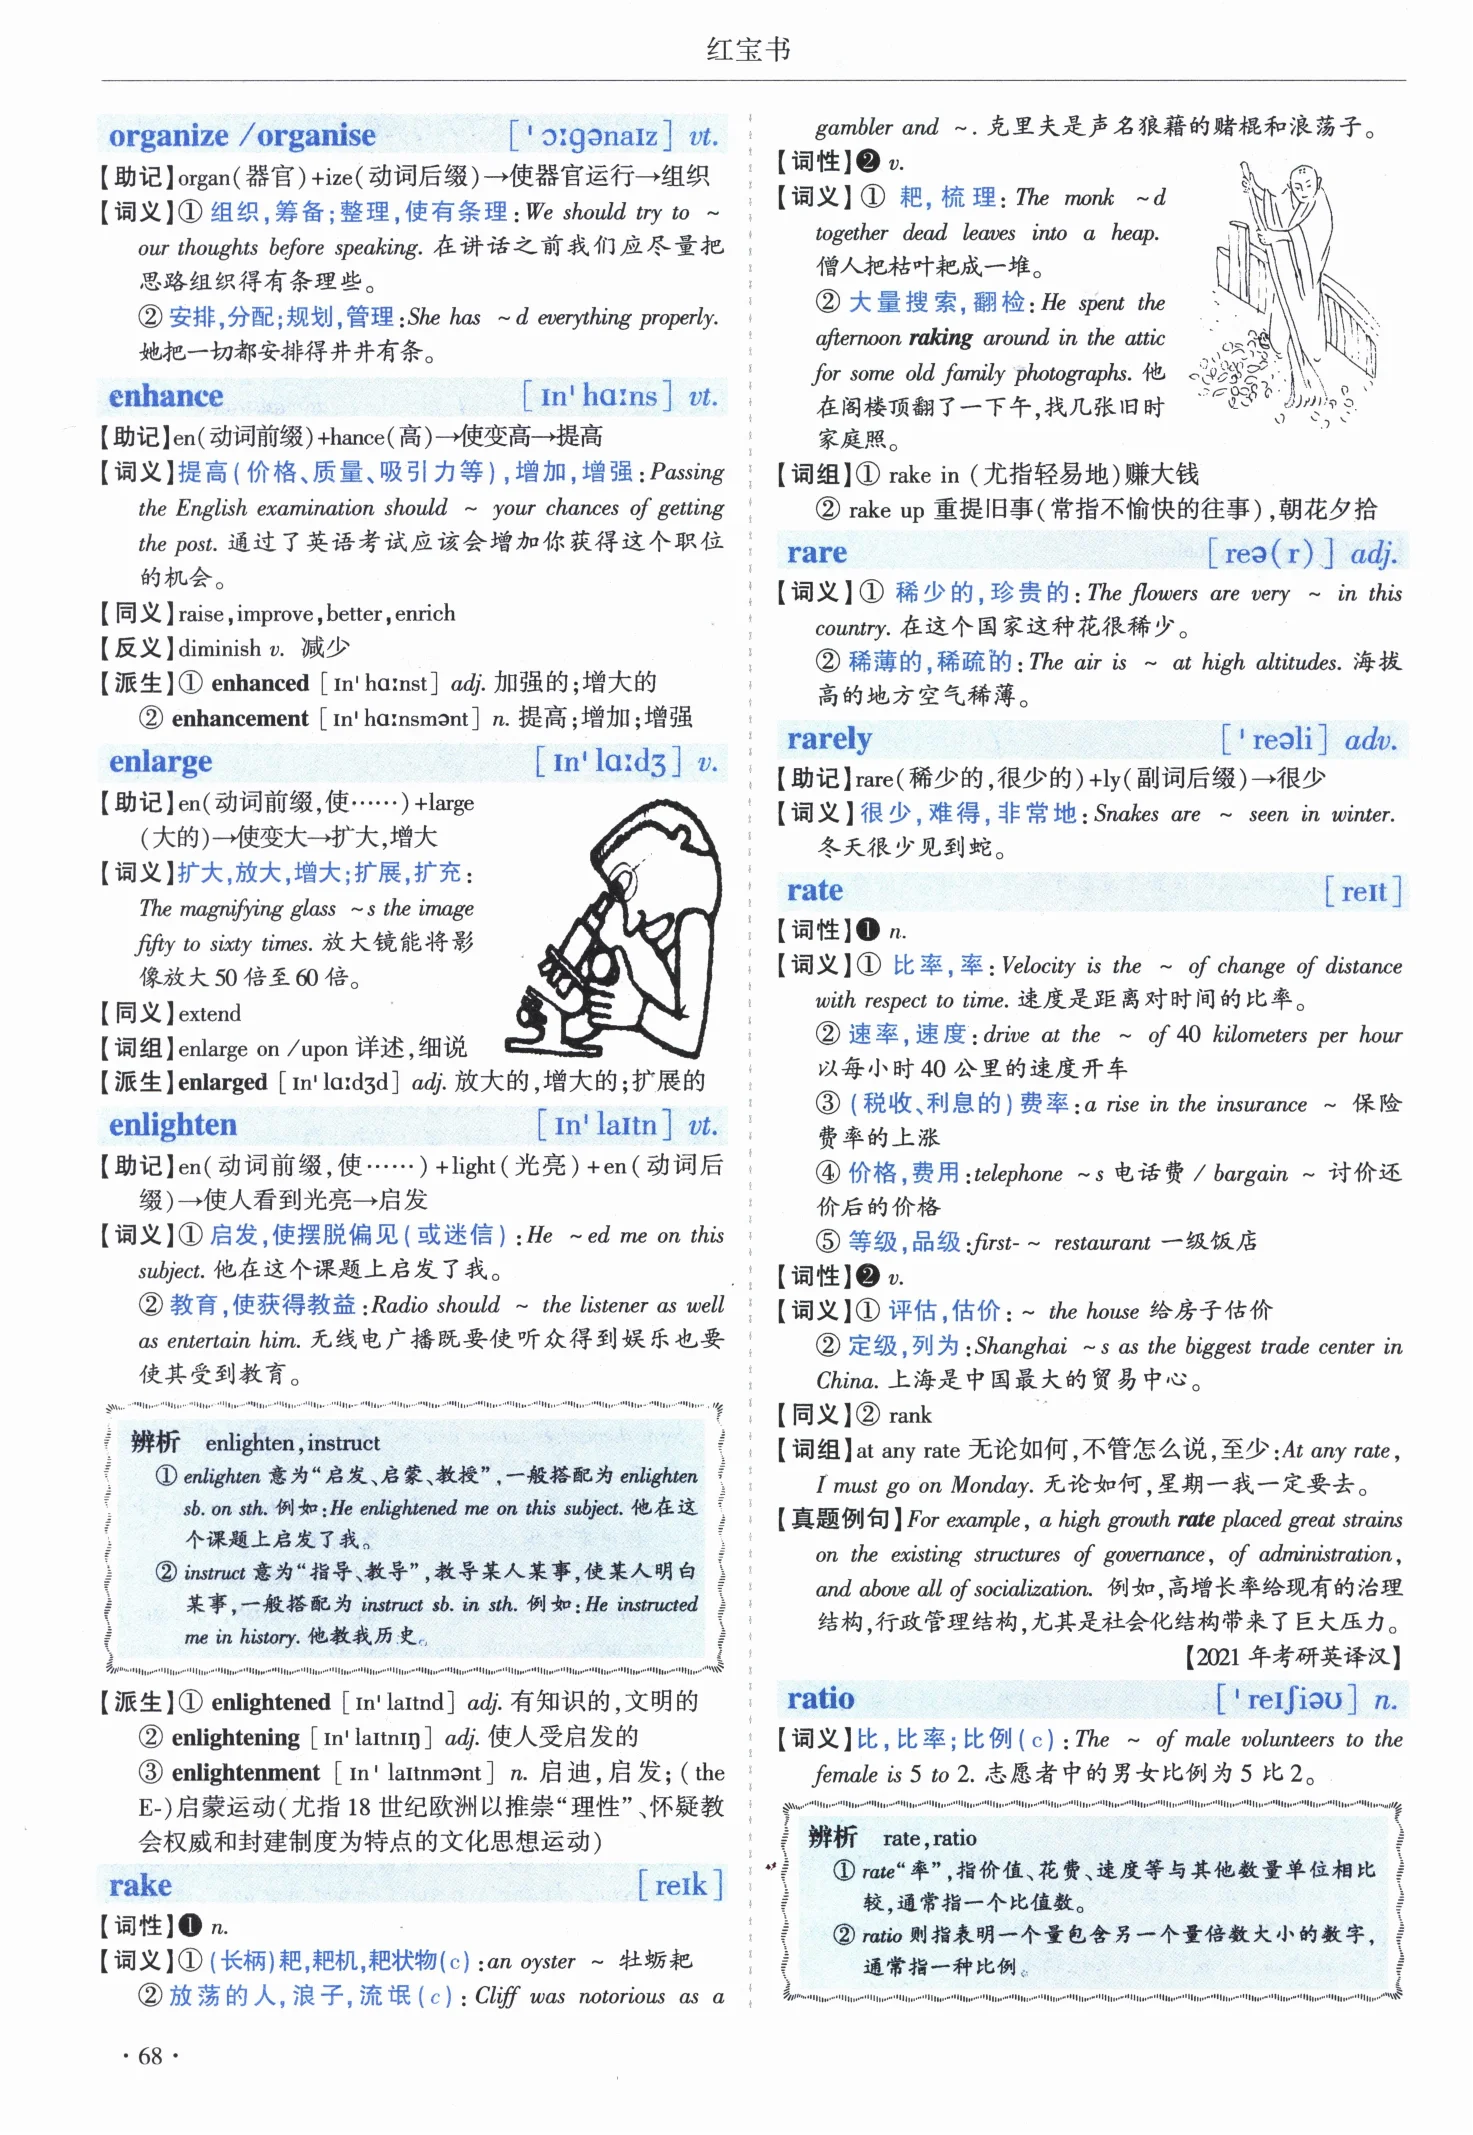 红宝书
organize /organise [ˈɔːɡənaɪz] vt.
【助记】organ(器官)+ize(动词后缀)→使器官运行→组织
【词义】① 组织,筹备;整理,使有条理:We should try to ~
our thoughts before speaking. 在讲话之前我们应尽量把
思路组织得有条理些。
② 安排,分配;规划,管理:She has ~d everything properly.
她把一切都安排得井井有条。
enhance [ɪnˈhɑːns] vt.
【助记】en(动词前缀)+hance(高)→使变高→提高
【词义】提高(价格、质量、吸引力等),增加,增强:Passing
the English examination should ~ your chances of getting
the post. 通过了英语考试应该会增加你获得这个职位
的机会。
【同义】raise,improve,better,enrich
【反义】diminish v. 减少
【派生】① enhanced [ɪnˈhɑːnst] adj. 加强的;增大的
② enhancement [ɪnˈhɑːnsmənt] n. 提高;增加;增强
enlarge [ɪnˈlɑːdʒ] v.
【助记】en(动词前缀,使……)+large
(大的)→使变大→扩大,增大
【词义】扩大,放大,增大;扩展,扩充:
The magnifying glass ~s the image
fifty to sixty times. 放大镜能将影
像放大 50 倍至 60 倍。
【同义】extend
【词组】enlarge on /upon 详述,细说
【派生】enlarged [ɪnˈlɑːdʒd] adj. 放大的,增大的;扩展的
enlighten [ɪnˈlaɪtn] vt.
【助记】en(动词前缀,使……)+light(光亮)+en(动词后
缀)→使人看到光亮→启发
【词义】① 启发,使摆脱偏见(或迷信):He ~ed me on this
subject. 他在这个课题上启发了我。
② 教育,使获得教益:Radio should ~ the listener as well
as entertain him. 无线电广播既要使听众得到娱乐也要
使其受到教育。
辨析 enlighten,instruct
① enlighten 意为“启发、启蒙、教授”,一般搭配为 enlighten
sb. on sth. 例如:He enlightened me on this subject. 他在这
个课题上启发了我。
② instruct 意为“指导、教导”,教导某人某事,使某人明白
某事,一般搭配为 instruct sb. in sth. 例如:He instructed
me in history. 他教我历史。
【派生】① enlightened [ɪnˈlaɪtnd] adj. 有知识的,文明的
② enlightening [ɪnˈlaɪtnɪŋ] adj. 使人受启发的
③ enlightenment [ɪnˈlaɪtnmənt] n. 启迪,启发;(the
E-)启蒙运动(尤指 18 世纪欧洲以推崇“理性”、怀疑教
会权威和封建制度为特点的文化思想运动)
rake [reɪk]
【词性】❶ n.
【词义】① (长柄)耙,耙机,耙状物(c):an oyster ~ 牡蛎耙
② 放荡的人,浪子,流氓(c):Cliff was notorious as a
gambler and ~. 克里夫是声名狼藉的赌棍和浪荡子。
【词性】❷ v.
【词义】① 耙,梳理:The monk ~d
together dead leaves into a heap.
僧人把枯叶耙成一堆。
② 大量搜索,翻检:He spent the
afternoon raking around in the attic
for some old family photographs. 他
在阁楼顶翻了一下午,找几张旧时
家庭照。
【词组】① rake in (尤指轻易地)赚大钱
② rake up 重提旧事(常指不愉快的往事),朝花夕拾
rare [reə(r)] adj.
【词义】① 稀少的,珍贵的:The flowers are very ~ in this
country. 在这个国家这种花很稀少。
② 稀薄的,稀疏的:The air is ~ at high altitudes. 海拔
高的地方空气稀薄。
rarely [ˈreəli] adv.
【助记】rare(稀少的,很少的)+ly(副词后缀)→很少
【词义】很少,难得,非常地:Snakes are ~ seen in winter.
冬天很少见到蛇。
rate [reɪt]
【词性】❶ n.
【词义】① 比率,率:Velocity is the ~ of change of distance
with respect to time. 速度是距离对时间的比率。
② 速率,速度:drive at the ~ of 40 kilometers per hour
以每小时 40 公里的速度开车
③ (税收、利息的)费率:a rise in the insurance ~ 保险
费率的上涨
④ 价格,费用:telephone ~s 电话费 / bargain ~ 讨价还
价后的价格
⑤ 等级,品级:first-~ restaurant 一级饭店
【词性】❷ v.
【词义】① 评估,估价:~ the house 给房子估价
② 定级,列为:Shanghai ~s as the biggest trade center in
China. 上海是中国最大的贸易中心。
【同义】② rank
【词组】at any rate 无论如何,不管怎么说,至少:At any rate,
I must go on Monday. 无论如何,星期一我一定要去。
【真题例句】For example, a high growth rate placed great strains
on the existing structures of governance, of administration,
and above all of socialization. 例如,高增长率给现有的治理
结构,行政管理结构,尤其是社会化结构带来了巨大压力。
【2021 年考研英译汉】
ratio [ˈreɪʃiəʊ] n.
【词义】比,比率;比例(c):The ~ of male volunteers to the
female is 5 to 2. 志愿者中的男女比例为 5 比 2。
辨析 rate,ratio
① rate“率”,指价值、花费、速度等与其他数量单位相比
较,通常指一个比值数。
② ratio 则指表明一个量包含另一个量倍数大小的数字,
通常指一种比例。
· 68 ·